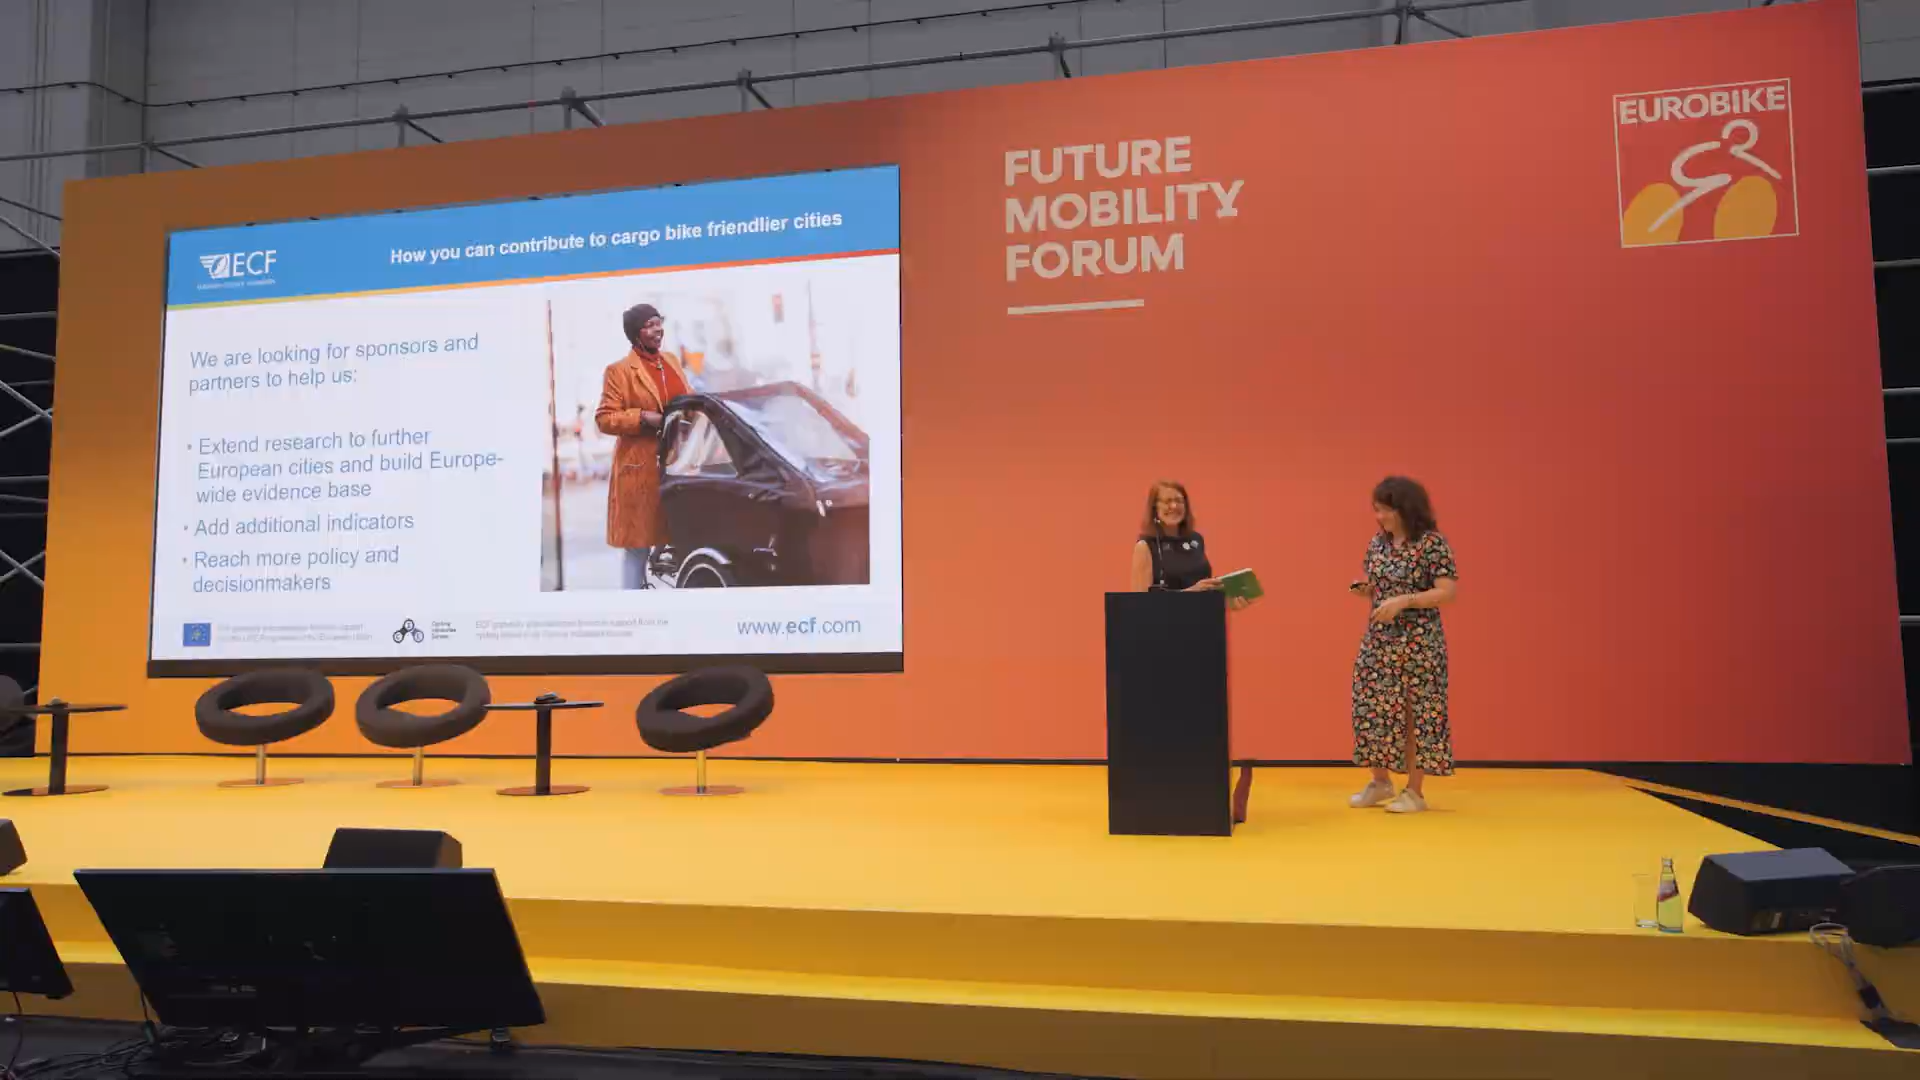 ECF
How you can contribute to cargo bike friendlier cities
We are looking for sponsors and
partners to help us:
• Extend research to further
European cities and build Europe-
wide evidence base
• Add additional indicators
• Reach more policy and
decisionmakers
www.ecf.com
FUTURE
MOBILITY
FORUM
EUROBIKE